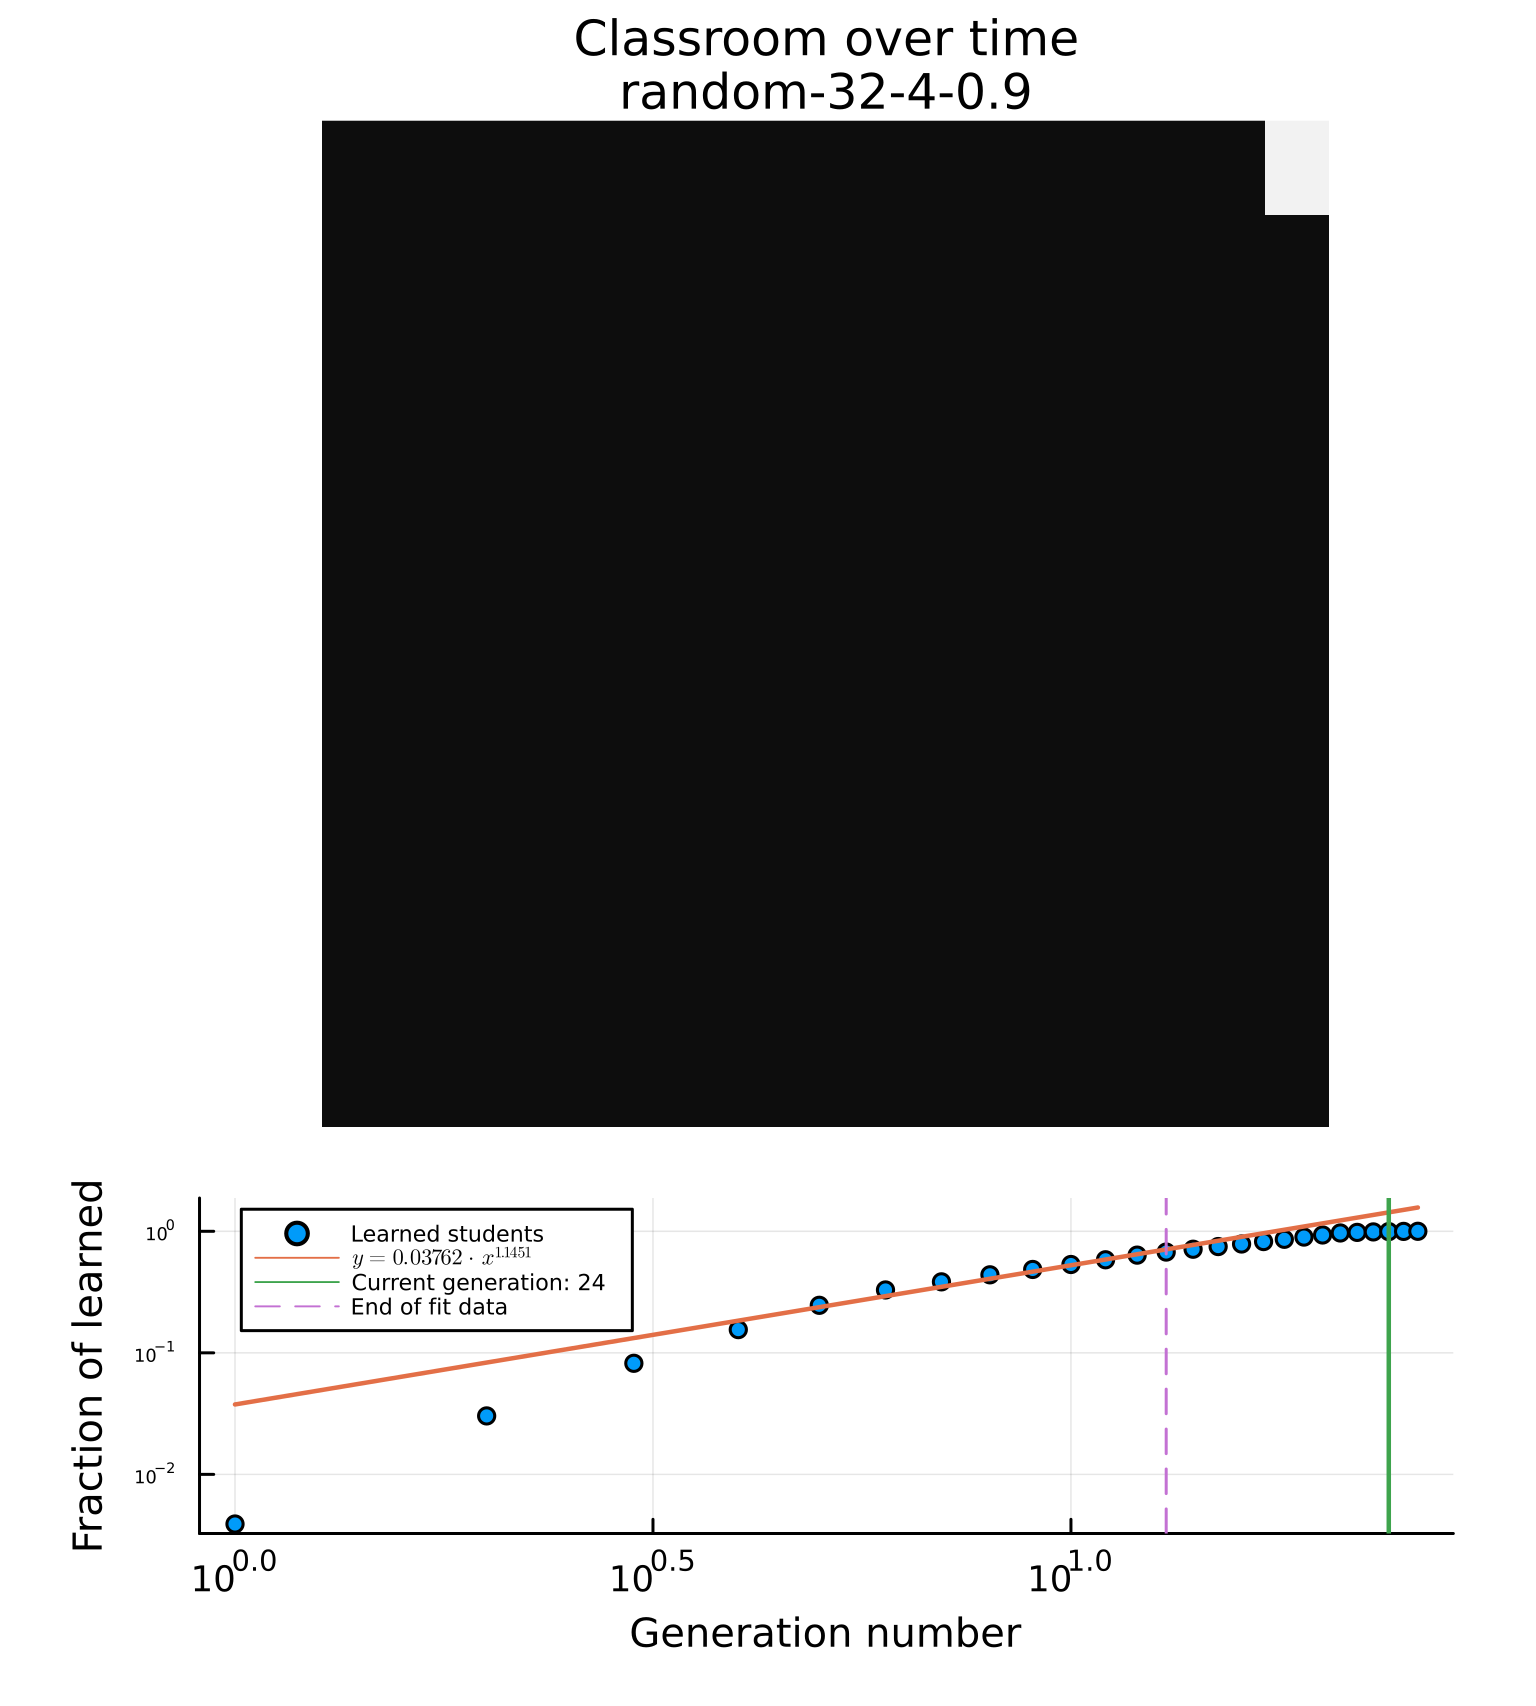 Classroom over time
random-32-4-0.9
Fraction of learned
10^0
10^−1
10^−2
Learned students
y = 0.03762 · x^1.1451
Current generation: 24
End of fit data
10^0.0
10^0.5
10^1.0
Generation number